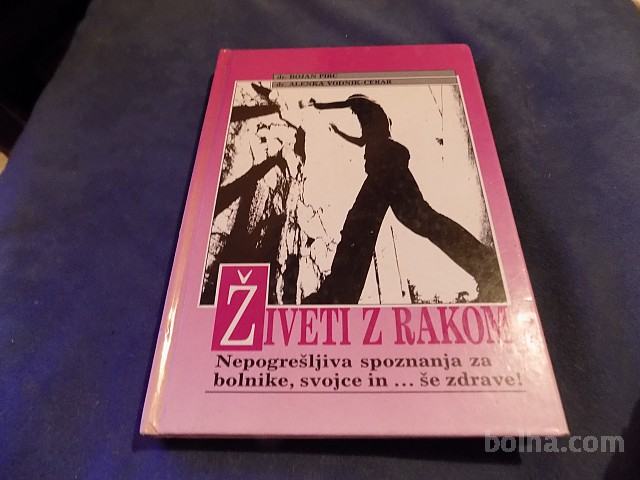 dr. BOJAN PIRC
dr. ALENKA VODNIK-CERAR
ŽIVETI Z RAKOM
Nepogrešljiva spoznanja za
bolnike, svojce in ... še zdrave!
bolha.com